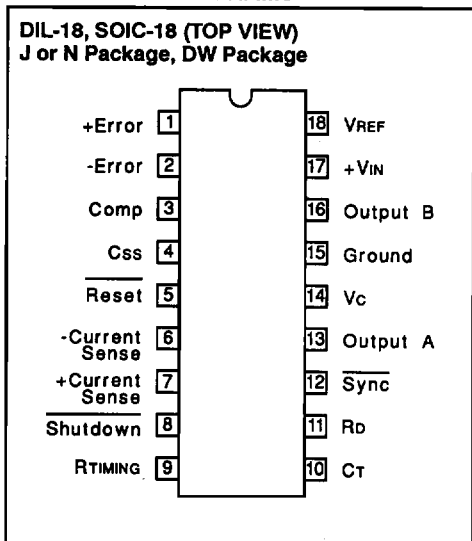 DIL-18, SOIC-18 (TOP VIEW)
J or N Package, DW Package
+Error 1
-Error 2
Comp 3
Css 4
Reset 5
-Current
Sense 6
+Current
Sense 7
Shutdown 8
RTIMING 9
18 VREF
17 +VIN
16 Output B
15 Ground
14 Vc
13 Output A
12 Sync
11 RD
10 CT